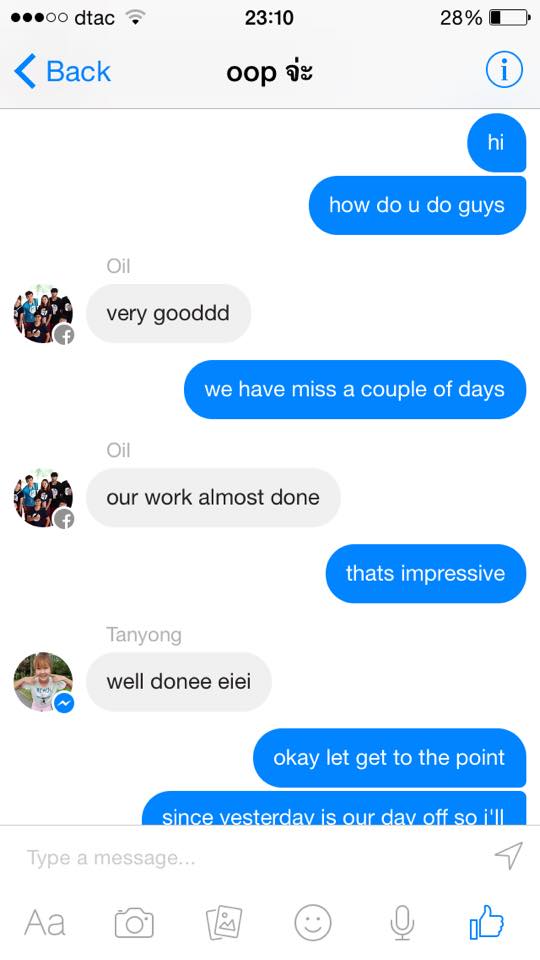 dtac
23:10
28%
Back
oop จ่ะ
hi
how do u do guys
Oil
very gooddd
we have miss a couple of days
Oil
our work almost done
thats impressive
Tanyong
well donee eiei
okay let get to the point
since yesterday is our day off so i'll
Type a message...
Aa